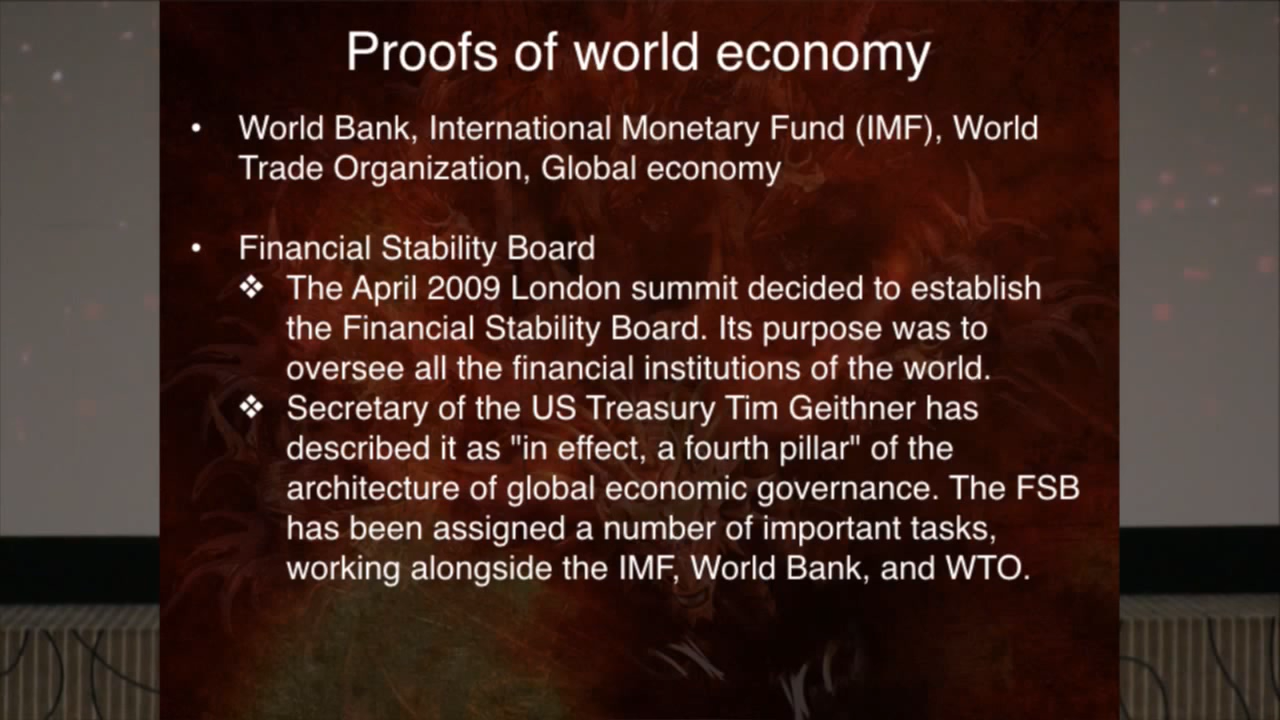 Proofs of world economy
• World Bank, International Monetary Fund (IMF), World
Trade Organization, Global economy
• Financial Stability Board
❖ The April 2009 London summit decided to establish
the Financial Stability Board. Its purpose was to
oversee all the financial institutions of the world.
❖ Secretary of the US Treasury Tim Geithner has
described it as "in effect, a fourth pillar" of the
architecture of global economic governance. The FSB
has been assigned a number of important tasks,
working alongside the IMF, World Bank, and WTO.